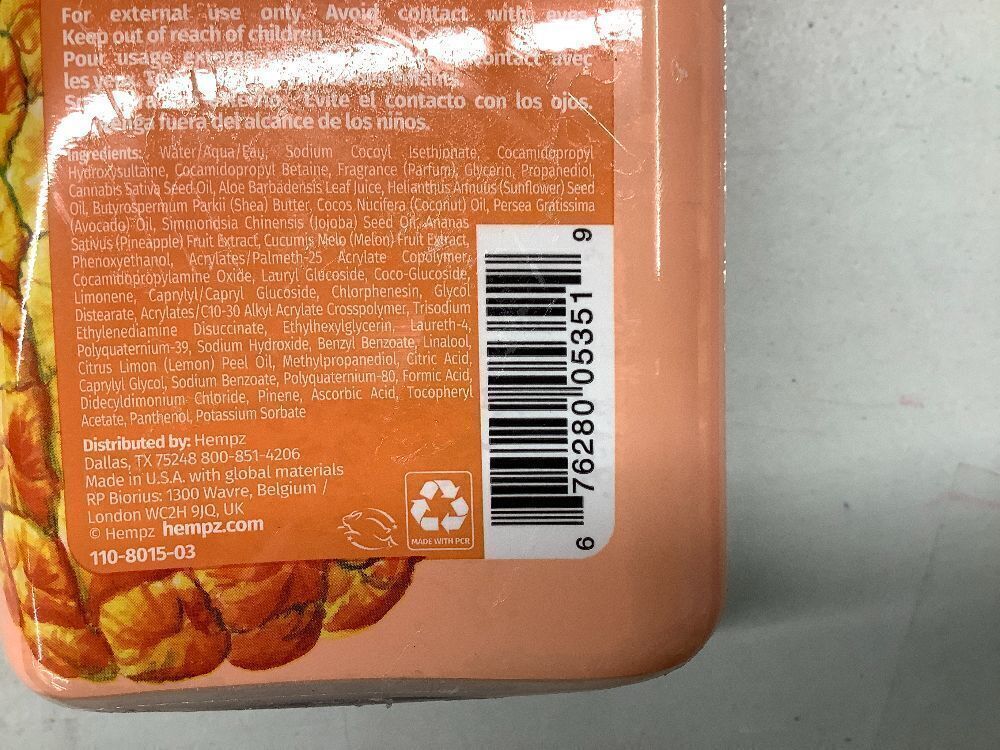 For external use only. Avoid contact with eyes.
Keep out of reach of children.
Pour usage externe contact avec
les yeux.
Evite el contacto con los ojos.
fuera del alcance de los niños.
Ingredients: Water/Aqua/Eau, Sodium Cocoyl Isethionate, Cocamidopropyl
Hydroxysultaine, Cocamidopropyl Betaine, Fragrance (Parfum), Glycerin, Propanediol,
Cannabis Sativa Seed Oil, Aloe Barbadensis Leaf Juice, Helianthus Annuus (Sunflower) Seed
Oil, Butyrospermum Parkii (Shea) Butter, Cocos Nucifera (Coconut) Oil, Persea Gratissima
(Avocado) Oil, Simmondsia Chinensis (Jojoba) Seed Oil, Ananas
Sativus (Pineapple) Fruit Extract, Cucumis Melo (Melon) Fruit Extract,
Phenoxyethanol, Acrylates/Palmeth-25 Acrylate Copolymer,
Cocamidopropylamine Oxide, Lauryl Glucoside, Coco-Glucoside,
Limonene, Caprylyl/Capryl Glucoside, Chlorphenesin, Glycol
Distearate, Acrylates/C10-30 Alkyl Acrylate Crosspolymer, Trisodium
Ethylenediamine Disuccinate, Ethylhexylglycerin, Laureth-4,
Polyquaternium-39, Sodium Hydroxide, Benzyl Benzoate, Linalool,
Citrus Limon (Lemon) Peel Oil, Methylpropanediol, Citric Acid,
Caprylyl Glycol, Sodium Benzoate, Polyquaternium-80, Formic Acid,
Didecyldimonium Chloride, Pinene, Ascorbic Acid, Tocopheryl
Acetate, Panthenol, Potassium Sorbate
Distributed by: Hempz
Dallas, TX 75248 800-851-4206
Made in U.S.A. with global materials
RP Biorius: 1300 Wavre, Belgium /
London WC2H 9JQ, UK
© Hempz hempz.com
110-8015-03
MADE WITH PCR
6 76280 05351 9